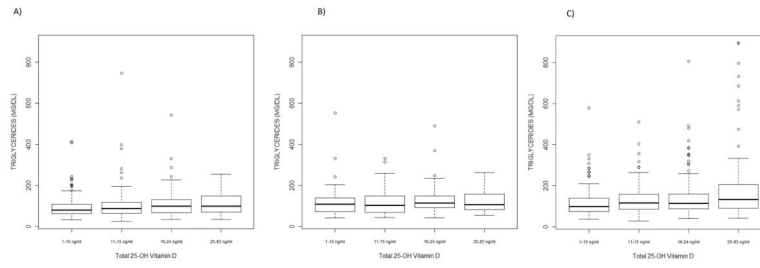 A)
TRIGLYCERIDES (MG/DL)
800
600
400
200
0
1-10 ng/ml 11-15 ng/ml 16-24 ng/ml 25-83 ng/ml
Total 25-OH Vitamin D
B)
TRIGLYCERIDES (MG/DL)
800
600
400
200
0
1-10 ng/ml 11-15 ng/ml 16-24 ng/ml 25-83 ng/ml
Total 25-OH Vitamin D
C)
TRIGLYCERIDES (MG/DL)
800
600
400
200
0
1-10 ng/ml 11-15 ng/ml 16-24 ng/ml 25-83 ng/ml
Total 25-OH Vitamin D